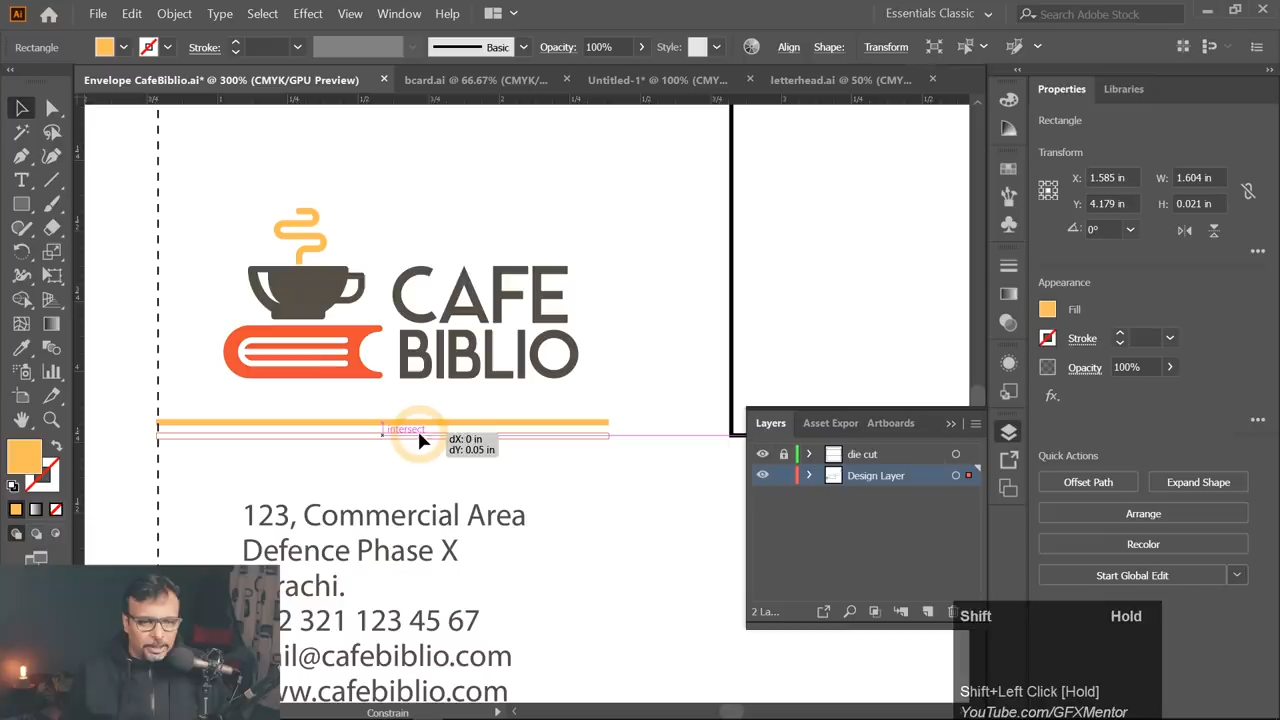 Ai File Edit Object Type Select Effect View Window Help Essentials Classic Search Adobe Stock
Rectangle Stroke: Basic Opacity: 100% Style: Align Shape: Transform
Envelope CafeBiblio.ai* @ 300% (CMYK/GPU Preview) × bcard.ai @ 66.67% (CMYK/... × Untitled-1* @ 100% (CMY... × letterhead.ai @ 50% (CMY... ×
Properties Libraries
Rectangle
Transform
X: 1.585 in W: 1.604 in
Y: 4.179 in H: 0.021 in
0°
Appearance
Fill
Stroke
Opacity 100%
fx.
Quick Actions
Offset Path Expand Shape
Arrange
Recolor
Start Global Edit
CAFE
BIBLIO
intersect
dX: 0 in
dY: 0.05 in
123, Commercial Area
Defence Phase X
rachi.
2 321 123 45 67
ail@cafebiblio.com
ww.cafebiblio.com
Layers Asset Expor Artboards
die cut
Design Layer
2 La...
Constrain
Shift Hold
Shift+Left Click [Hold]
YouTube.com/GFXMentor